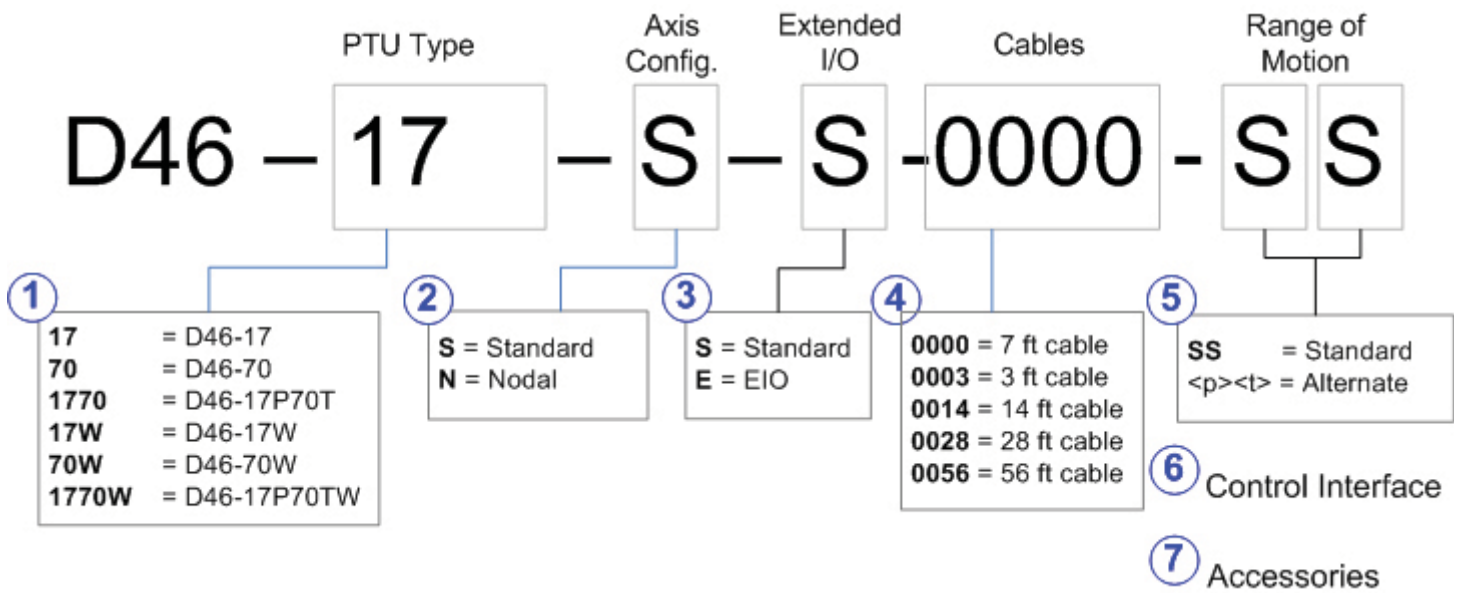 PTU Type
Axis
Config.
Extended
I/O
Cables
Range of
Motion
D46 – 17 – S – S -0000 - S S
1
17 = D46-17
70 = D46-70
1770 = D46-17P70T
17W = D46-17W
70W = D46-70W
1770W = D46-17P70TW
2
S = Standard
N = Nodal
3
S = Standard
E = EIO
4
0000 = 7 ft cable
0003 = 3 ft cable
0014 = 14 ft cable
0028 = 28 ft cable
0056 = 56 ft cable
5
SS = Standard
<p><t> = Alternate
6
Control Interface
7
Accessories